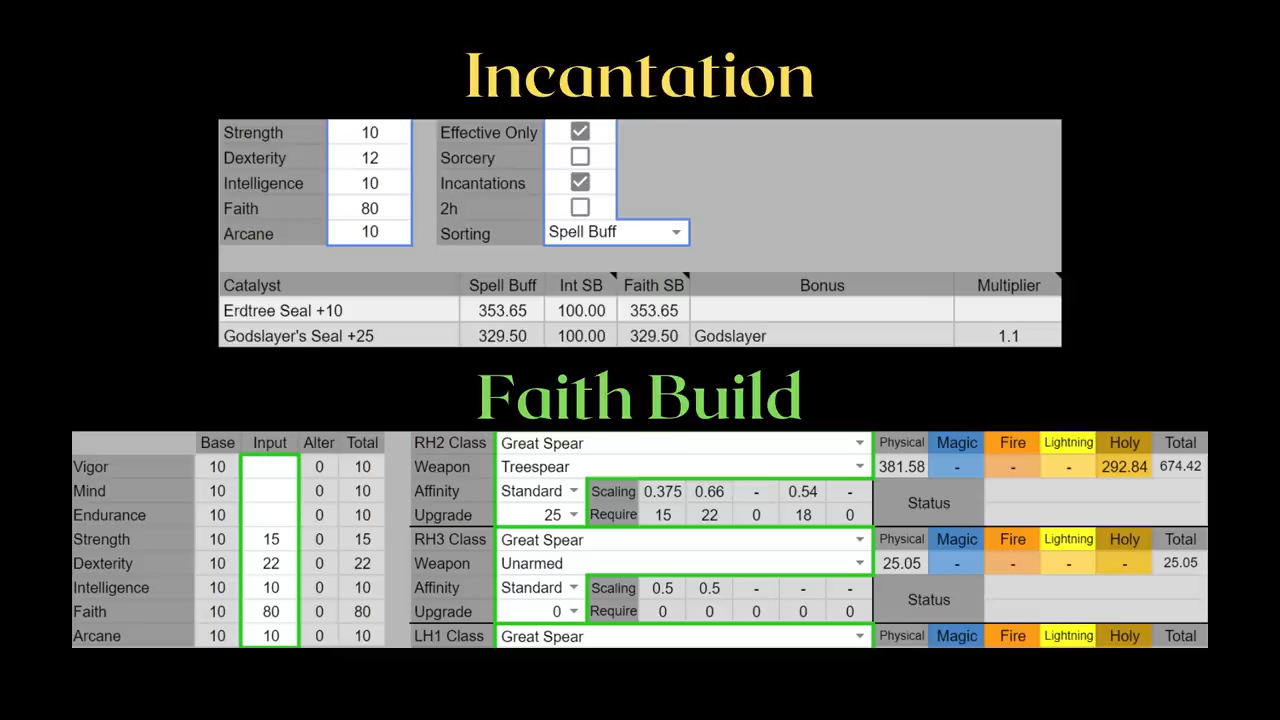 Incantation
Strength 10 Effective Only
Dexterity 12 Sorcery
Intelligence 10 Incantations
Faith 80 2h
Arcane 10 Sorting Spell Buff
Catalyst Spell Buff Int SB Faith SB Bonus Multiplier
Erdtree Seal +10 353.65 100.00 353.65
Godslayer's Seal +25 329.50 100.00 329.50 Godslayer 1.1
Faith Build
Base Input Alter Total RH2 Class Great Spear Physical Magic Fire Lightning Holy Total
Vigor 10 0 10 Weapon Treespear 381.58 - - - 292.84 674.42
Mind 10 0 10 Affinity Standard Scaling 0.375 0.66 - 0.54 - Status
Endurance 10 0 10 Upgrade 25 Require 15 22 0 18 0
Strength 10 15 0 15 RH3 Class Great Spear Physical Magic Fire Lightning Holy Total
Dexterity 10 22 0 22 Weapon Unarmed 25.05 - - - - 25.05
Intelligence 10 10 0 10 Affinity Standard Scaling 0.5 0.5 - - - Status
Faith 10 80 0 80 Upgrade 0 Require 0 0 0 0 0
Arcane 10 10 0 10 LH1 Class Great Spear Physical Magic Fire Lightning Holy Total